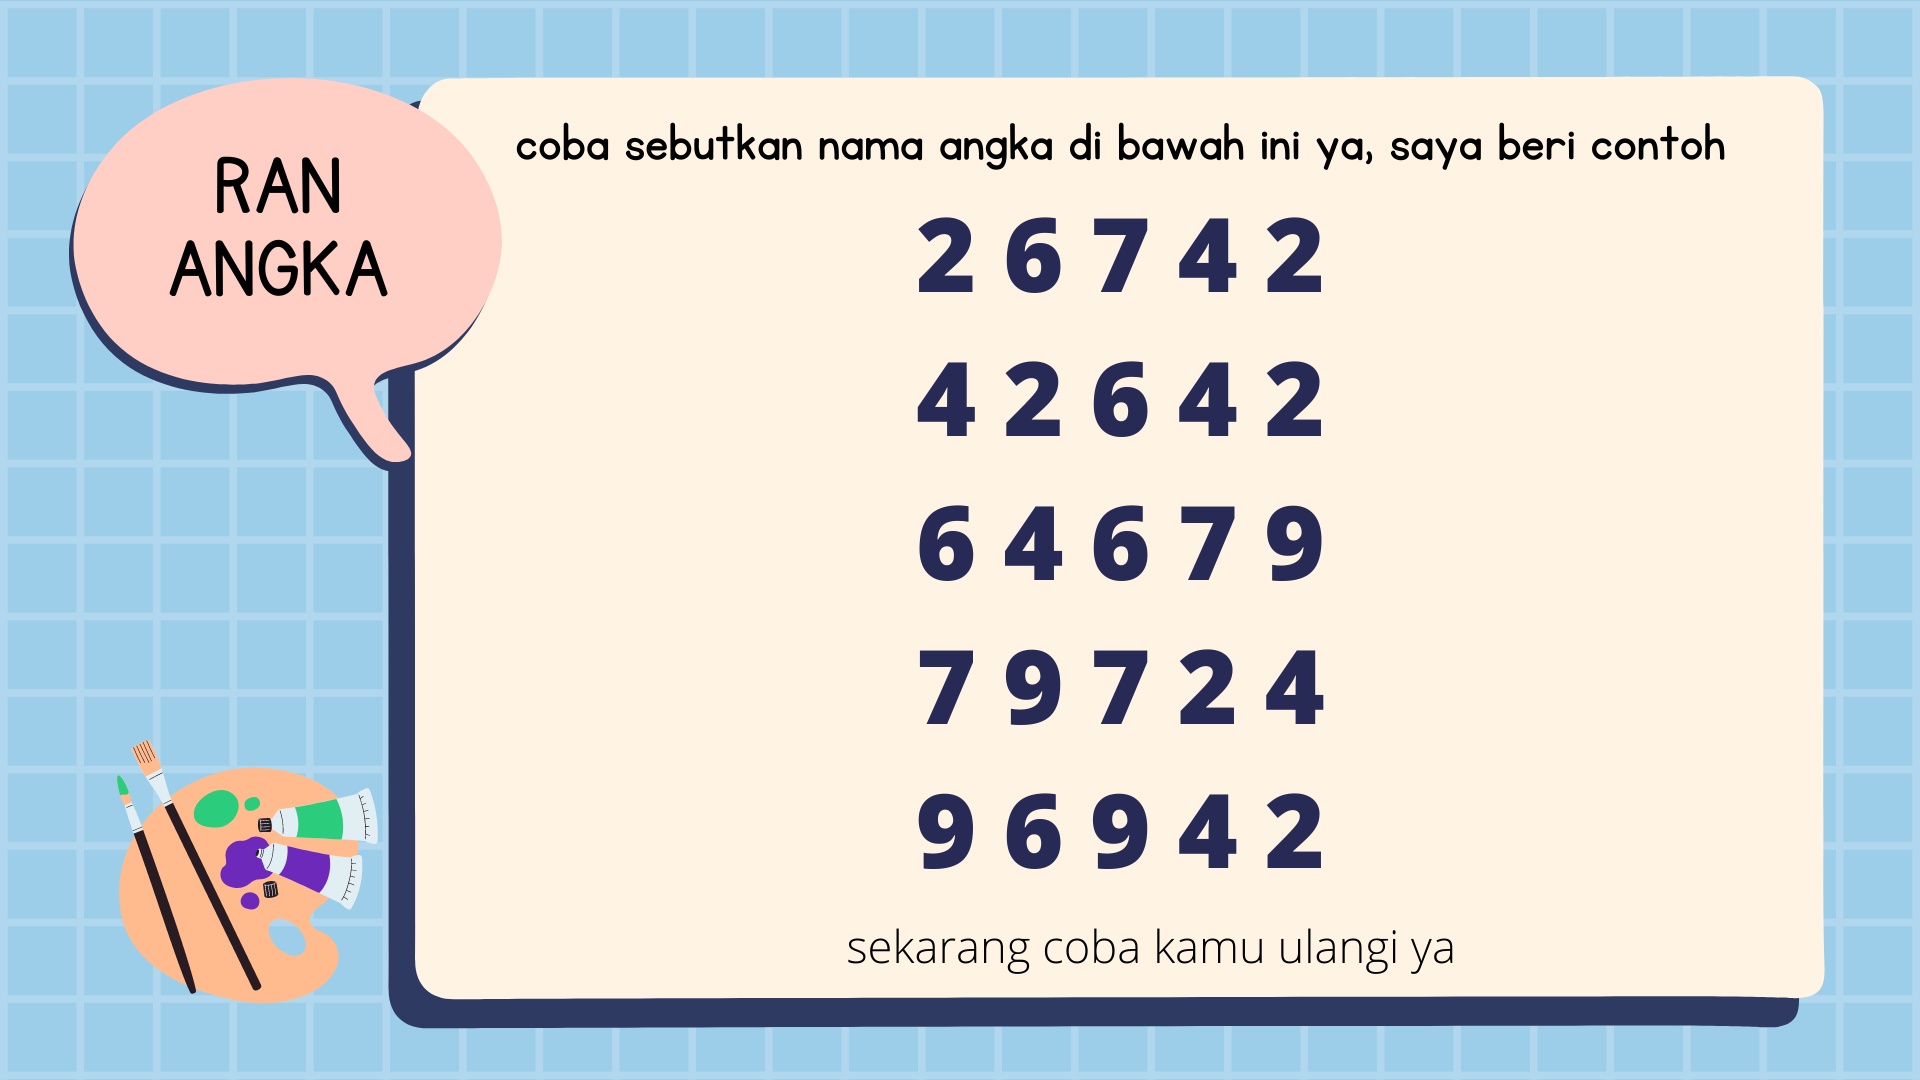 RAN
ANGKA
coba sebutkan nama angka di bawah ini ya, saya beri contoh
2 6 7 4 2
4 2 6 4 2
6 4 6 7 9
7 9 7 2 4
9 6 9 4 2
sekarang coba kamu ulangi ya